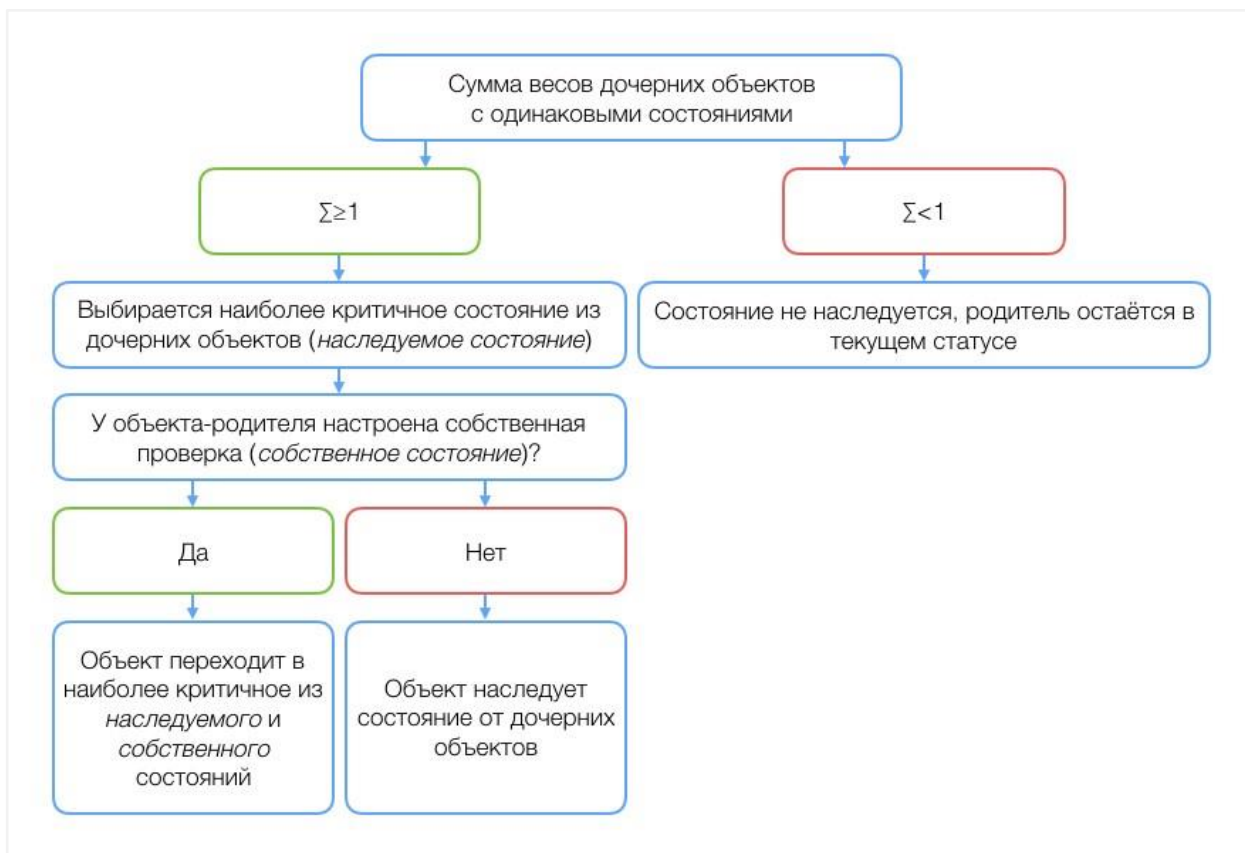 Сумма весов дочерних объектов
с одинаковыми состояниями
∑≥1
∑<1
Выбирается наиболее критичное состояние из
дочерних объектов (наследуемое состояние)
Состояние не наследуется, родитель остаётся в
текущем статусе
У объекта-родителя настроена собственная
проверка (собственное состояние)?
Да
Нет
Объект переходит в
наиболее критичное из
наследуемого и
собственного
состояний
Объект наследует
состояние от дочерних
объектов